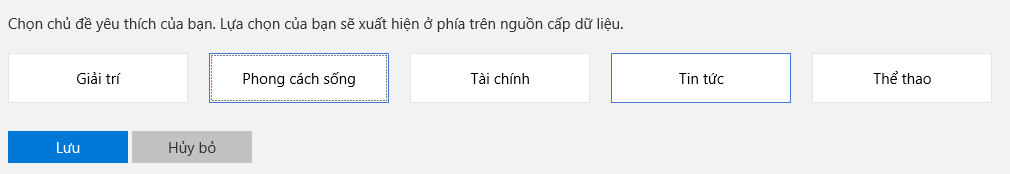 Chọn chủ đề yêu thích của bạn. Lựa chọn của bạn sẽ xuất hiện ở phía trên nguồn cấp dữ liệu.
Giải trí
Phong cách sống
Tài chính
Tin tức
Thể thao
Lưu
Hủy bỏ